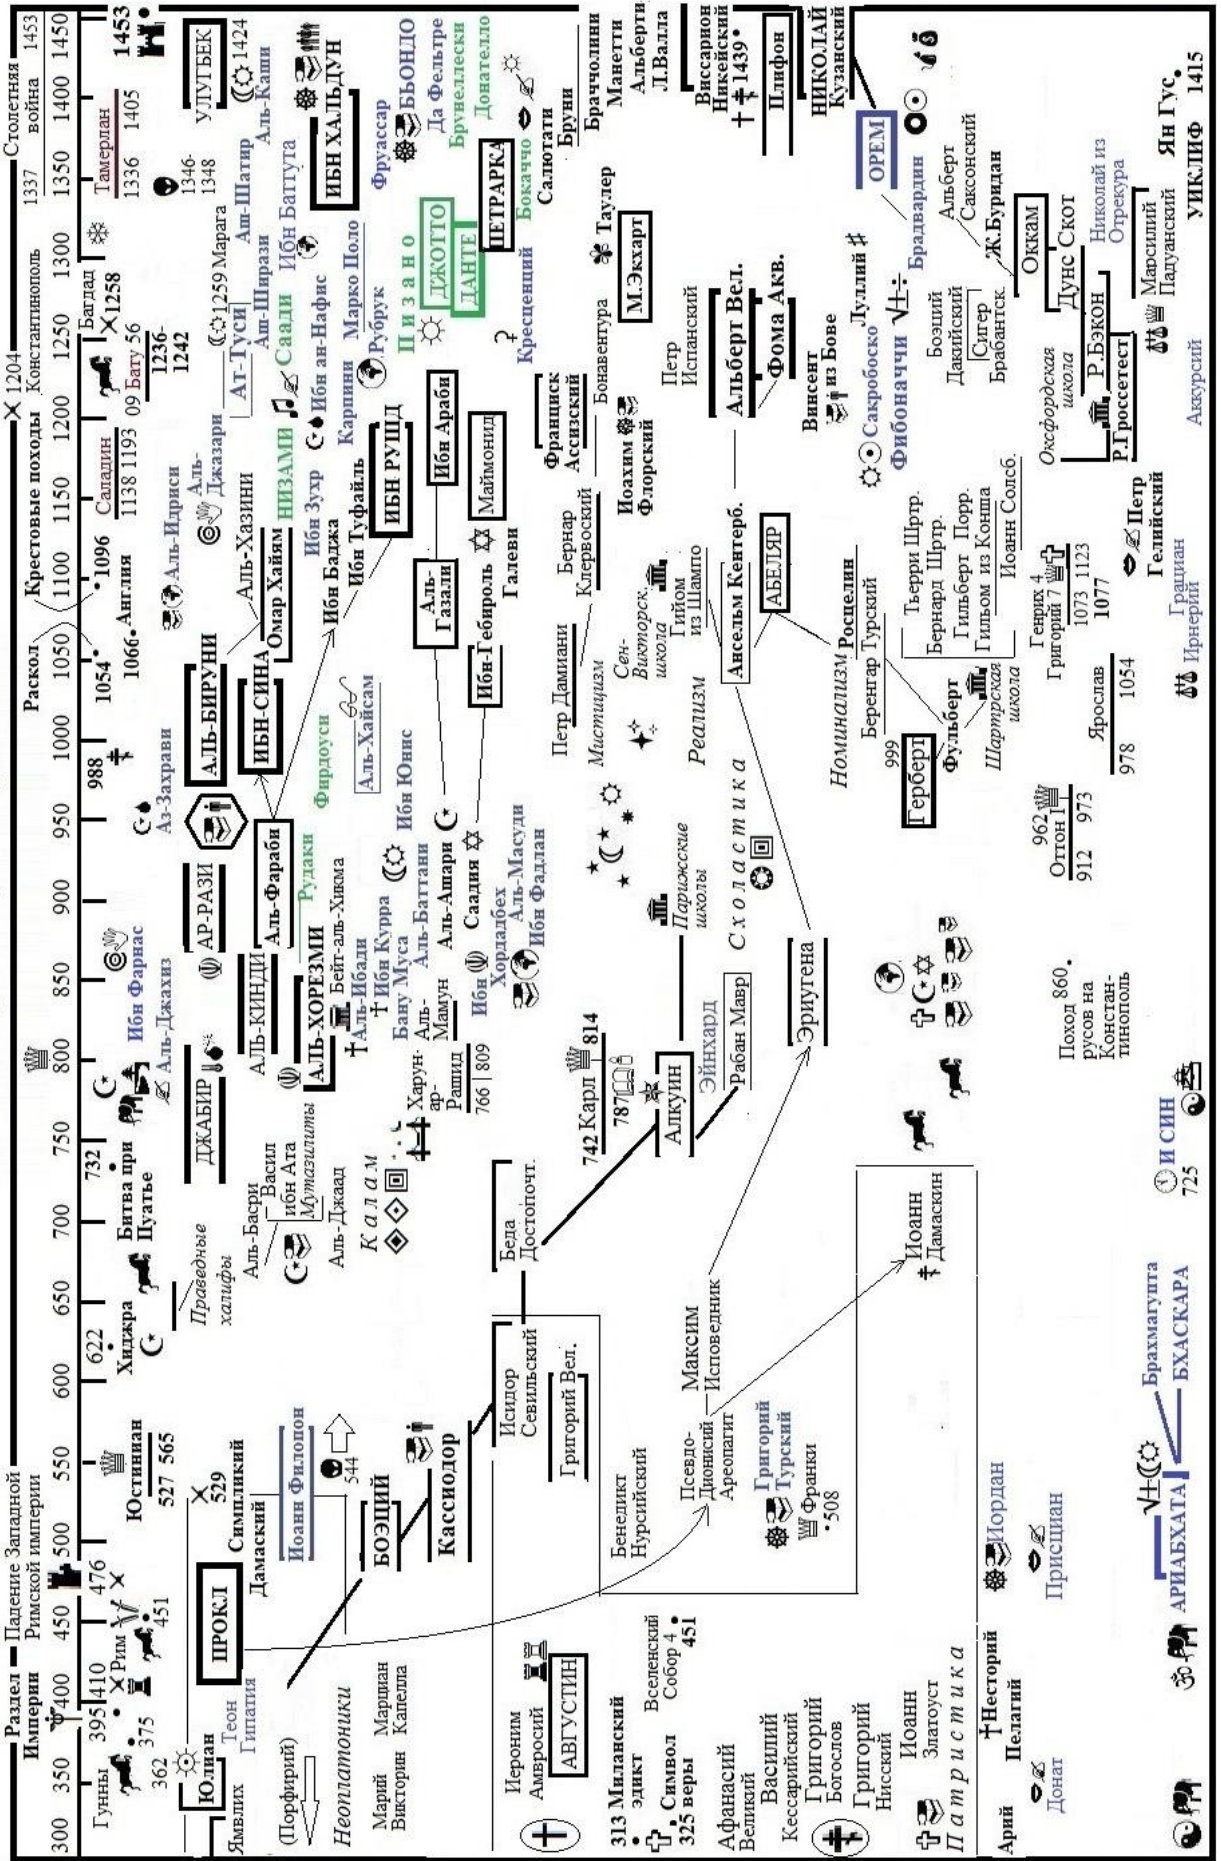 Раздел
Империи
Падение Западной
Римской империи
Раскол
Крестовые походы
1204
Константинополь
Столетняя
1337 война 1453
300 350 400 450 500 550 600 650 700 750 800 850 900 950 1000 1050 1100 1150 1200 1250 1300 1350 1400 1450
Гунны
375
395
410
Рим
451
476
362
Юстиниан
527 565
529
622
Хиджра
732
Битва при
Пуатье
988
1054
1066
Англия
1096
Саладин
1138 1193
09 Бату 56
1236-
1242
Багдад
1258
Тамерлан
1336 1405
1346-
1348
1453
Юлиан
Ямвлих
Теон
Гипатия
ПРОКЛ
Симпликий
Дамаский
Иоанн Филопон
544
(Порфирий)
Неоплатоники
Марий
Викторин
Марциан
Капелла
БОЭЦИЙ
Кассиодор
Праведные
халифы
Аль-Басри
Васил
ибн Ата
Мутазилиты
Аль-Джаад
Калам
Ибн Фарнас
Аль-Джахиз
ДЖАБИР
АР-РАЗИ
АЛЬ-КИНДИ
Аль-Фараби
АЛЬ-ХОРЕЗМИ
Рудаки
Бейт-аль-Хикма
Аль-Ибади
Ибн Курра
Бану Муса
Аль-Баттани
Ибн Юнис
Аль-
Мамун
Аль-Ашари
Харун-
ар-
Рашид
766 809
Ибн
Хордадбех
Саадия
Аль-Масуди
Ибн Фадлан
Аз-Захрави
АЛЬ-БИРУНИ
ИБН-СИНА
Фирдоуси
Аль-Хайсам
Аль-Идриси
Аль-
Джазари
Аль-Хазини
Омар Хайям
НИЗАМИ
Ибн Зухр
Ибн Баджа
Ибн Туфайль
ИБН РУШД
Аль-
Газали
Ибн Араби
Ибн-Гебироль
Галеви
Маймонид
1259 Марага
Ат-Туси
Аш-Ширази
Саади
Ибн ан-Нафис
Карпини
Марко Поло
Рубрук
Аш-Шатир
Ибн Баттута
УЛУГБЕК
1424
Аль-Каши
ИБН ХАЛЬДУН
Фруассар
БЬОНДО
Да Фельтре
Пизано
ДЖОТТО
ДАНТЕ
Брунеллески
Донателло
ПЕТРАРКА
Бокаччо
Кресценций
Салютати
Бруни
Браччолини
Манетти
Альберти
Л.Валла
Иероним
Амвросий
АВГУСТИН
Исидор
Севильский
Григорий Вел.
Беда
Достопочт.
Бенедикт
Нурсийский
742 Карл 814
787
Алкуин
Эйнхард
Рабан Мавр
Парижские
школы
Схоластика
Петр Дамиани
Мистицизм
Бернар
Клервоский
Сен-
Викторск.
школа
Гийом
из Шампо
Реализм
Ансельм Кентерб.
АБЕЛЯР
Франциск
Ассизский
Бонавентура
Иоахим
Флорский
Таулер
М.Экхарт
Петр
Испанский
Альберт Вел.
Фома Акв.
Винсент
из Бове
Виссарион
Никейский
1439
Плифон
НИКОЛАЙ
Кузанский
313 Миланский
эдикт
Символ
325 веры
Вселенский
Собор 4
451
Афанасий
Великий
Василий
Кессарийский
Григорий
Богослов
Григорий
Нисский
Иоанн
Златоуст
Патристика
Арий
Несторий
Пелагий
Донат
Псевдо-
Дионисий
Ареопагит
Максим
Исповедник
Григорий
Турский
Франки
508
Иоанн
Дамаскин
Эриугена
Номинализм
Росцелин
Беренгар Турский
999
Герберт
Фульберт
Шартрская
школа
Тьерри Шртр.
Бернард Шртр.
Гильберт Порр.
Гильом из Конша
Иоанн Солсб.
Сакробоско
Фибоначчи
Луллий
Брадвардин
ОРЕМ
Боэций
Дакийский
Сигер
Брабантск.
Альберт
Саксонский
Ж.Буридан
Оккам
Дунс Скот
Оксфордская
школа
Р.Бэкон
Р.Гроссетест
Николай из
Отрекура
Марсилий
Падуанский
Ян Гус
УИКЛИФ 1415
Иордан
Присциан
962
Оттон I
912 973
Генрих 4
Григорий 7
1073 1123
1077
Ярослав
978 1054
Поход 860
русов на
Констан-
тинополь
Петр
Гелийский
Грациан
Ирнерий
Аккурсий
АРИАБХАТА
Брахмагупта
БХАСКАРА
И СИН
725